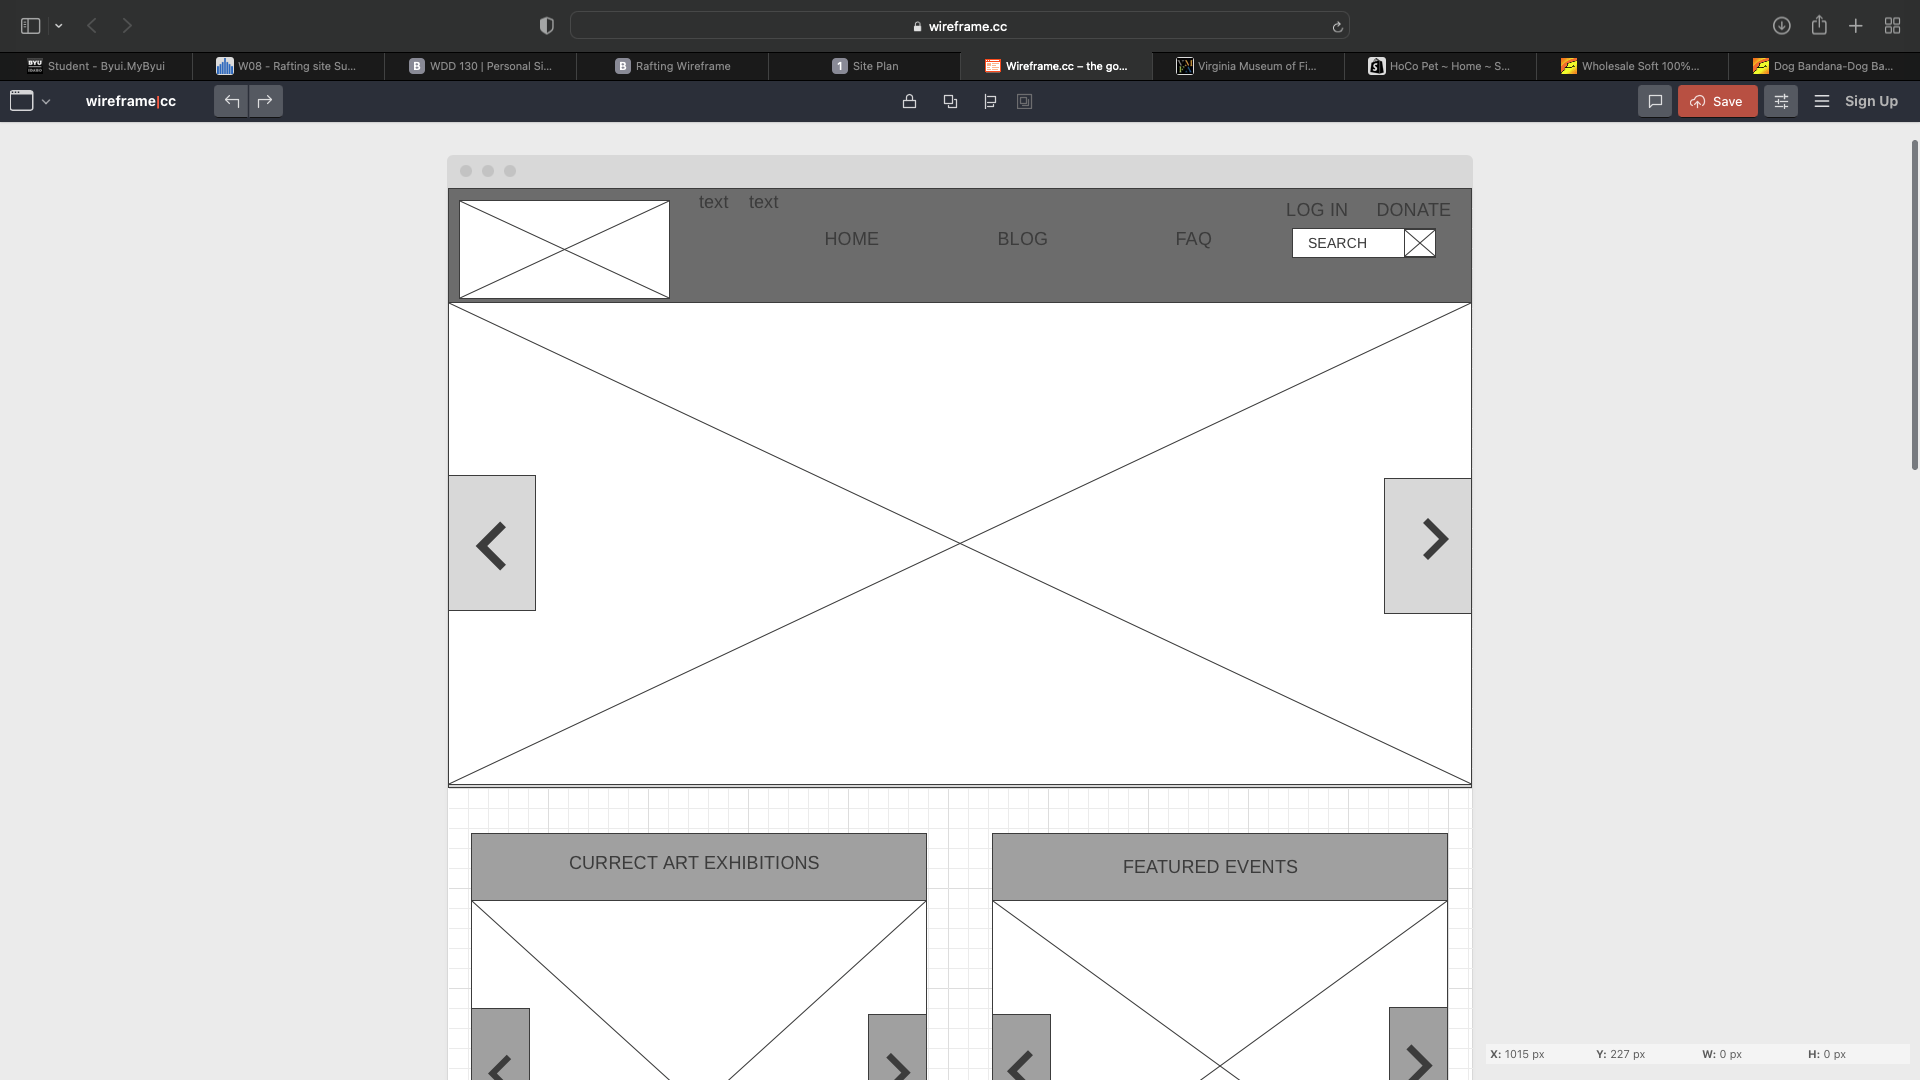 wireframe.cc
Student - Byui.MyByui
W08 - Rafting site Su...
WDD 130 | Personal Si...
Rafting Wireframe
Site Plan
Wireframe.cc – the go...
Virginia Museum of Fi...
HoCo Pet ~ Home ~ S...
Wholesale Soft 100%...
Dog Bandana-Dog Ba...
BYU
B
B
1
wireframe|cc
Save
Sign Up
text text
LOG IN DONATE
HOME BLOG FAQ
SEARCH
CURRECT ART EXHIBITIONS
FEATURED EVENTS
X: 1015 px Y: 227 px W: 0 px H: 0 px